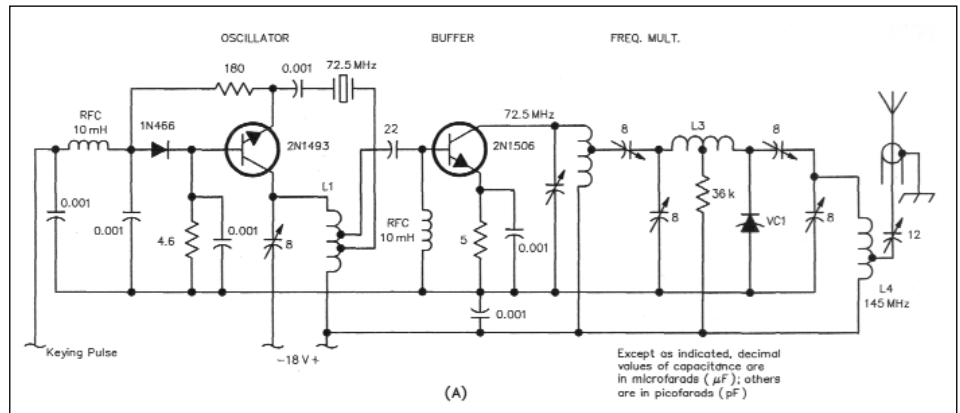 OSCILLATOR
BUFFER
FREQ. MULT.
180
0.001
72.5 MHz
RFC
10 mH
1N466
2N1493
22
72.5 MHz
2N1506
8
L3
8
L1
36 k
0.001
0.001
4.6
0.001
8
RFC
10 mH
5
0.001
8
VC1
8
12
L4
145 MHz
0.001
Keying Pulse
-18 V +
Except as indicated, decimal
values of capacitance are
in microfarads (µF); others
are in picofarads (pF)
(A)